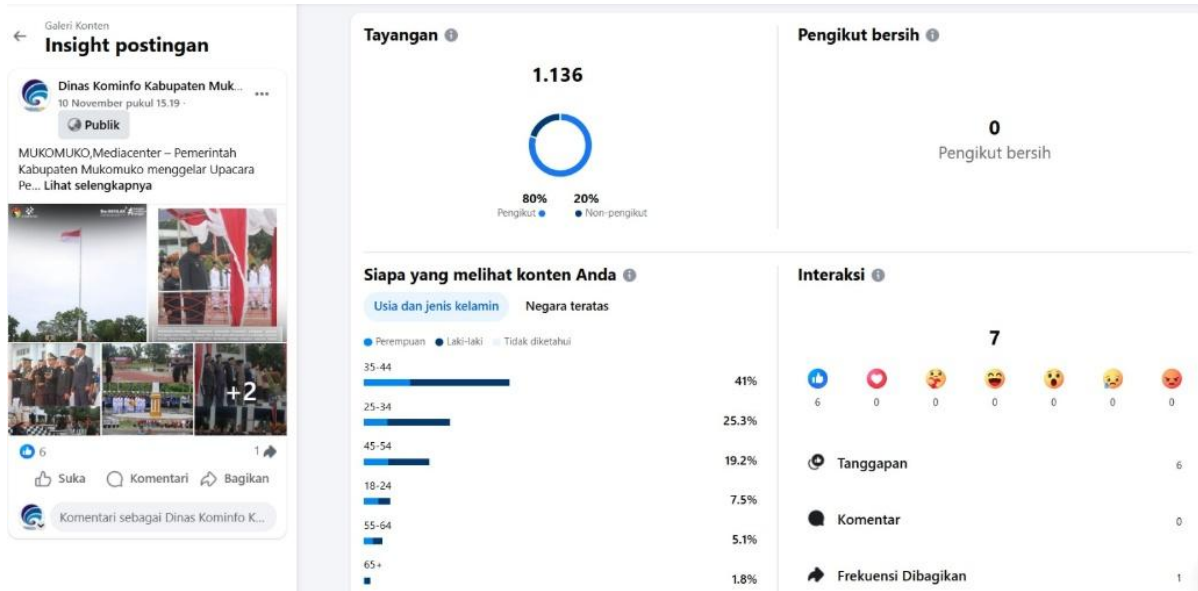 Galeri Konten
Insight postingan
Dinas Kominfo Kabupaten Muk...
10 November pukul 15.19 ·
Publik
MUKOMUKO,Mediacenter – Pemerintah
Kabupaten Mukomuko menggelar Upacara
Pe... Lihat selengkapnya
+2
6
1
Suka
Komentari
Bagikan
Komentari sebagai Dinas Kominfo K...
Tayangan
1.136
80%
20%
Pengikut
Non-pengikut
Pengikut bersih
0
Pengikut bersih
Siapa yang melihat konten Anda
Usia dan jenis kelamin
Negara teratas
Perempuan
Laki-laki
Tidak diketahui
35-44
41%
25-34
25.3%
45-54
19.2%
18-24
7.5%
55-64
5.1%
65+
1.8%
Interaksi
7
6 0 0 0 0 0 0
Tanggapan 6
Komentar 0
Frekuensi Dibagikan 1